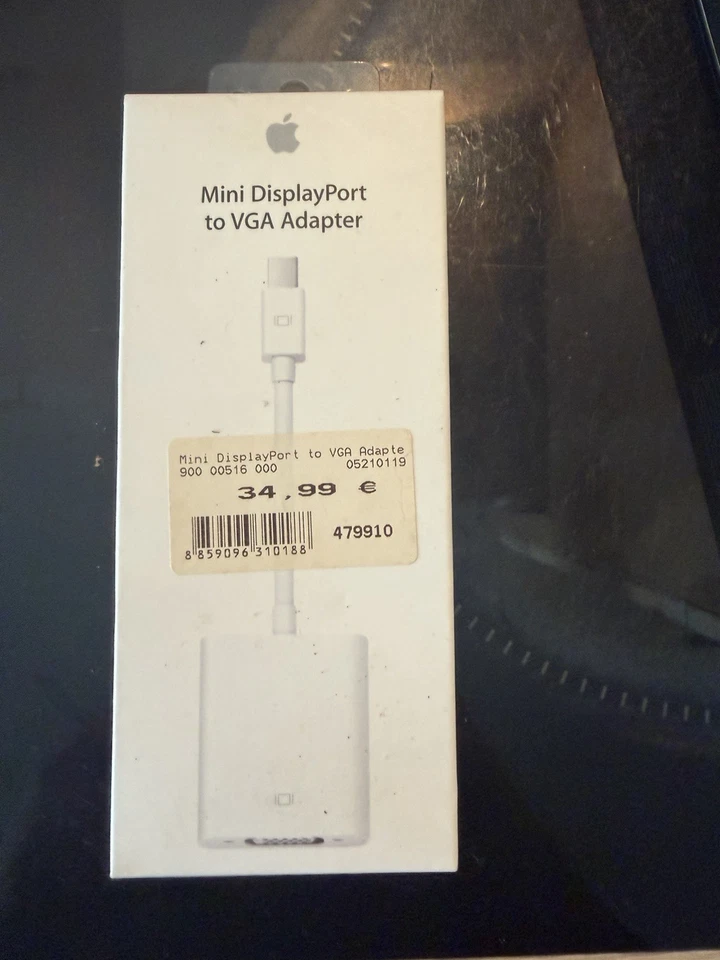 Mini DisplayPort
to VGA Adapter
Mini DisplayPort to VGA Adapte
900 00516 000 05210119
34,99 €
8 859096 310188 479910